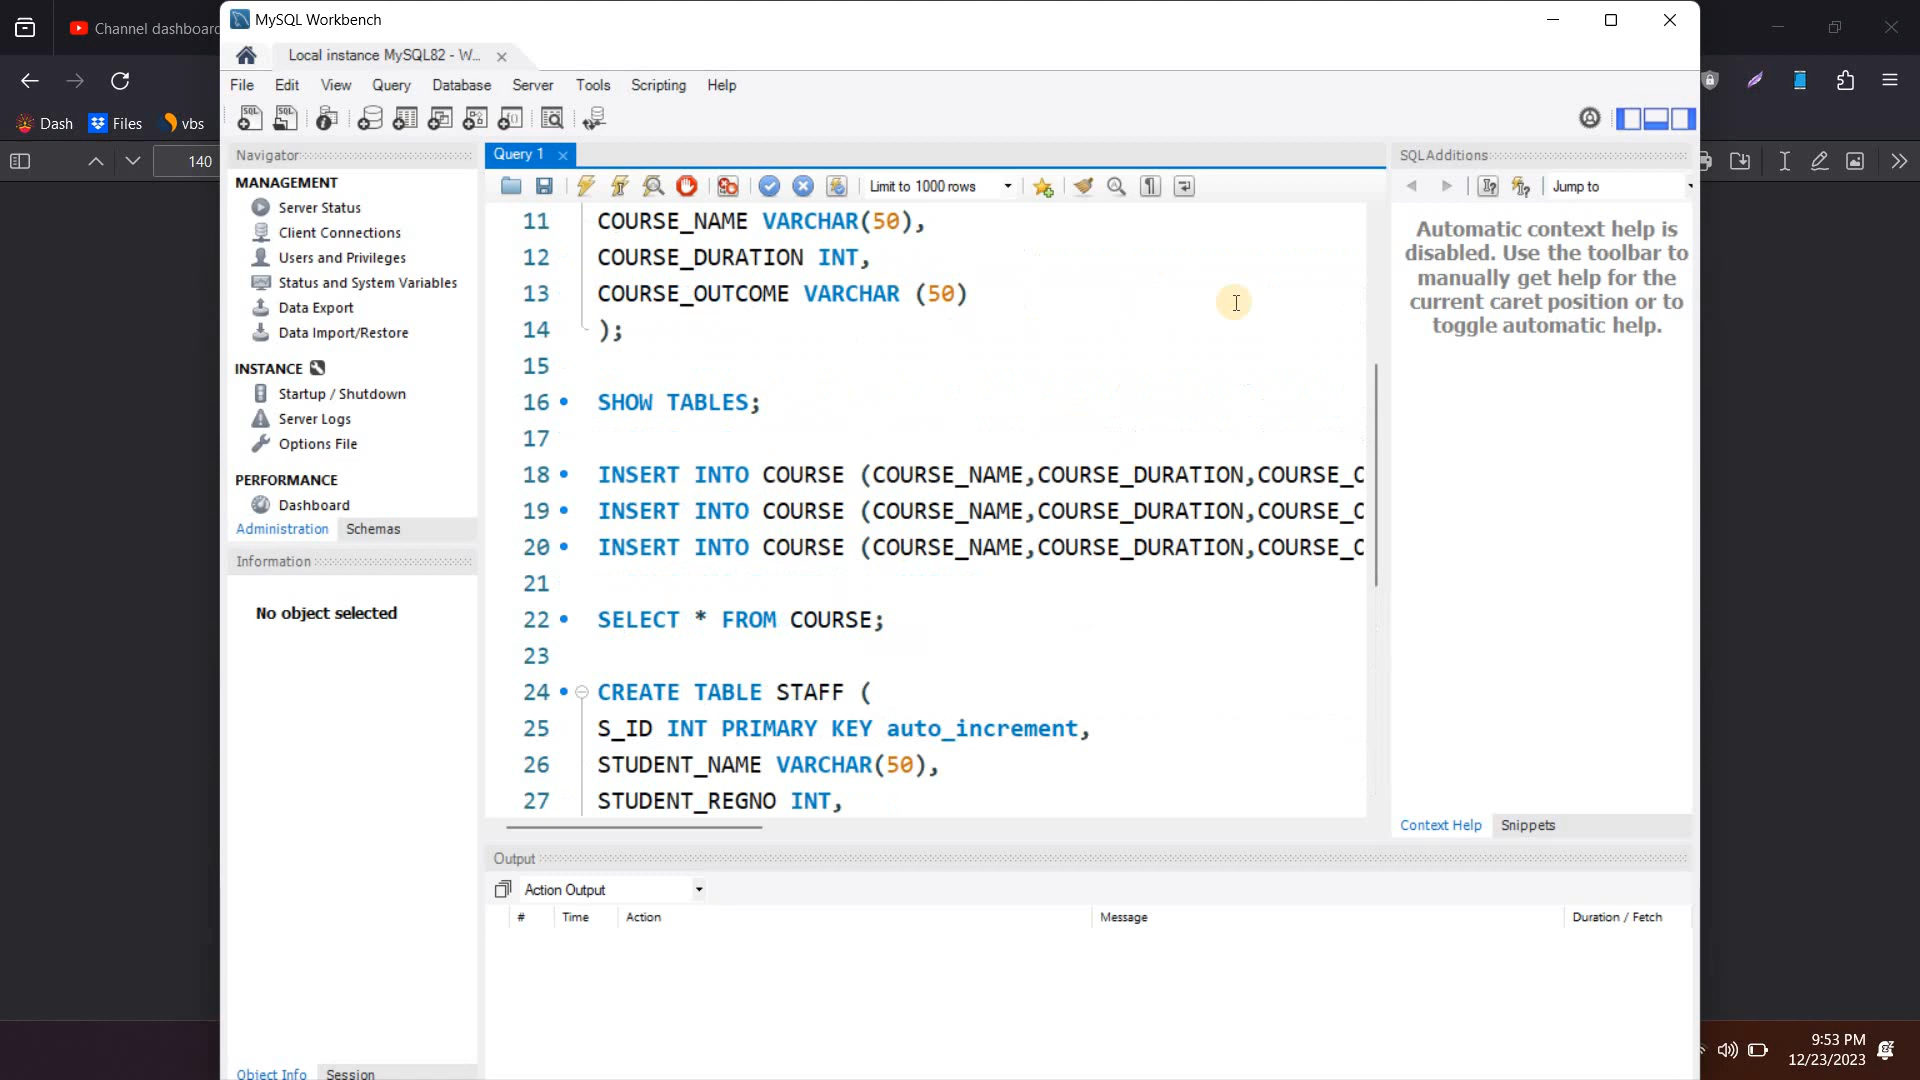 Channel dashboard
MySQL Workbench
Local instance MySQL82 - W...
File Edit View Query Database Server Tools Scripting Help
Dash Files vbs
140
Navigator
Query 1
SQLAdditions
MANAGEMENT
Limit to 1000 rows
Jump to
Server Status
Client Connections
Users and Privileges
Status and System Variables
Data Export
Data Import/Restore
INSTANCE
Startup / Shutdown
Server Logs
Options File
PERFORMANCE
Dashboard
Administration Schemas
Information
No object selected
Object Info Session
11 COURSE_NAME VARCHAR(50),
12 COURSE_DURATION INT,
13 COURSE_OUTCOME VARCHAR (50)
14 );
15
16 SHOW TABLES;
17
18 INSERT INTO COURSE (COURSE_NAME,COURSE_DURATION,COURSE_O
19 INSERT INTO COURSE (COURSE_NAME,COURSE_DURATION,COURSE_O
20 INSERT INTO COURSE (COURSE_NAME,COURSE_DURATION,COURSE_O
21
22 SELECT * FROM COURSE;
23
24 CREATE TABLE STAFF (
25 S_ID INT PRIMARY KEY auto_increment,
26 STUDENT_NAME VARCHAR(50),
27 STUDENT_REGNO INT,
Automatic context help is
disabled. Use the toolbar to
manually get help for the
current caret position or to
toggle automatic help.
Context Help Snippets
Output
Action Output
# Time Action Message Duration / Fetch
9:53 PM
12/23/2023